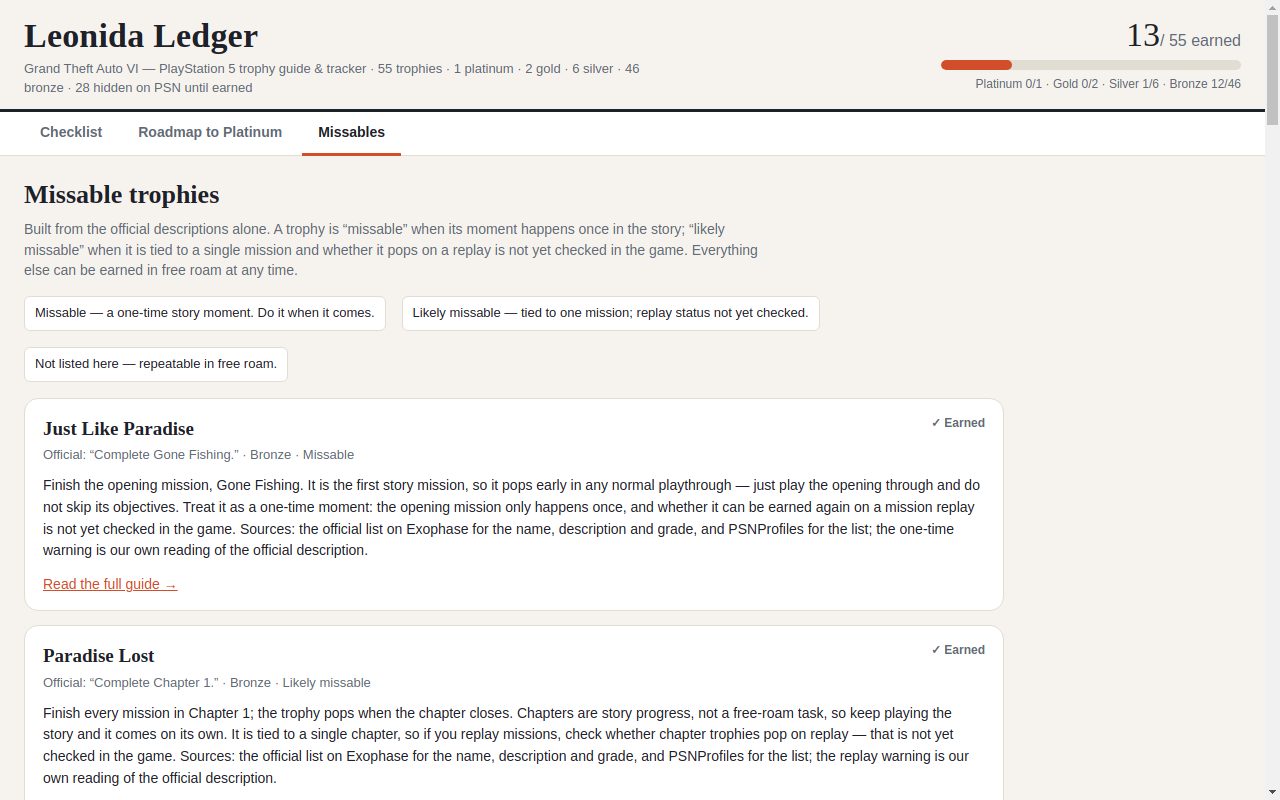 Leonida Ledger
Grand Theft Auto VI — PlayStation 5 trophy guide & tracker · 55 trophies · 1 platinum · 2 gold · 6 silver · 46
bronze · 28 hidden on PSN until earned
13 / 55 earned
Platinum 0/1 · Gold 0/2 · Silver 1/6 · Bronze 12/46
Checklist
Roadmap to Platinum
Missables
Missable trophies
Built from the official descriptions alone. A trophy is “missable” when its moment happens once in the story; “likely
missable” when it is tied to a single mission and whether it pops on a replay is not yet checked in the game. Everything
else can be earned in free roam at any time.
Missable — a one-time story moment. Do it when it comes.
Likely missable — tied to one mission; replay status not yet checked.
Not listed here — repeatable in free roam.
Just Like Paradise
✓ Earned
Official: “Complete Gone Fishing.” · Bronze · Missable
Finish the opening mission, Gone Fishing. It is the first story mission, so it pops early in any normal playthrough — just play the opening through and do
not skip its objectives. Treat it as a one-time moment: the opening mission only happens once, and whether it can be earned again on a mission replay
is not yet checked in the game. Sources: the official list on Exophase for the name, description and grade, and PSNProfiles for the list; the one-time
warning is our own reading of the official description.
Read the full guide →
Paradise Lost
✓ Earned
Official: “Complete Chapter 1.” · Bronze · Likely missable
Finish every mission in Chapter 1; the trophy pops when the chapter closes. Chapters are story progress, not a free-roam task, so keep playing the
story and it comes on its own. It is tied to a single chapter, so if you replay missions, check whether chapter trophies pop on replay — that is not yet
checked in the game. Sources: the official list on Exophase for the name, description and grade, and PSNProfiles for the list; the replay warning is our
own reading of the official description.